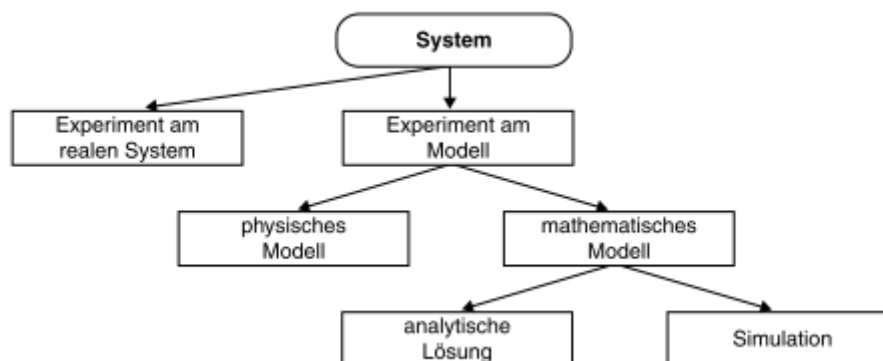 System
Experiment am
realen System
Experiment am
Modell
physisches
Modell
mathematisches
Modell
analytische
Lösung
Simulation